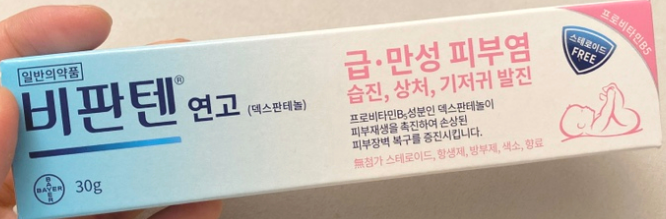 일반의약품
비판텐® 연고 (덱스판테놀)
BAYER
BAYER
30g
급·만성 피부염
습진, 상처, 기저귀 발진
프로비타민B₅성분인 덱스판테놀이
피부재생을 촉진하여 손상된
피부장벽 복구를 증진시킵니다.
無첨가 스테로이드, 항생제, 방부제, 색소, 향료
스테로이드
FREE
프로비타민B5